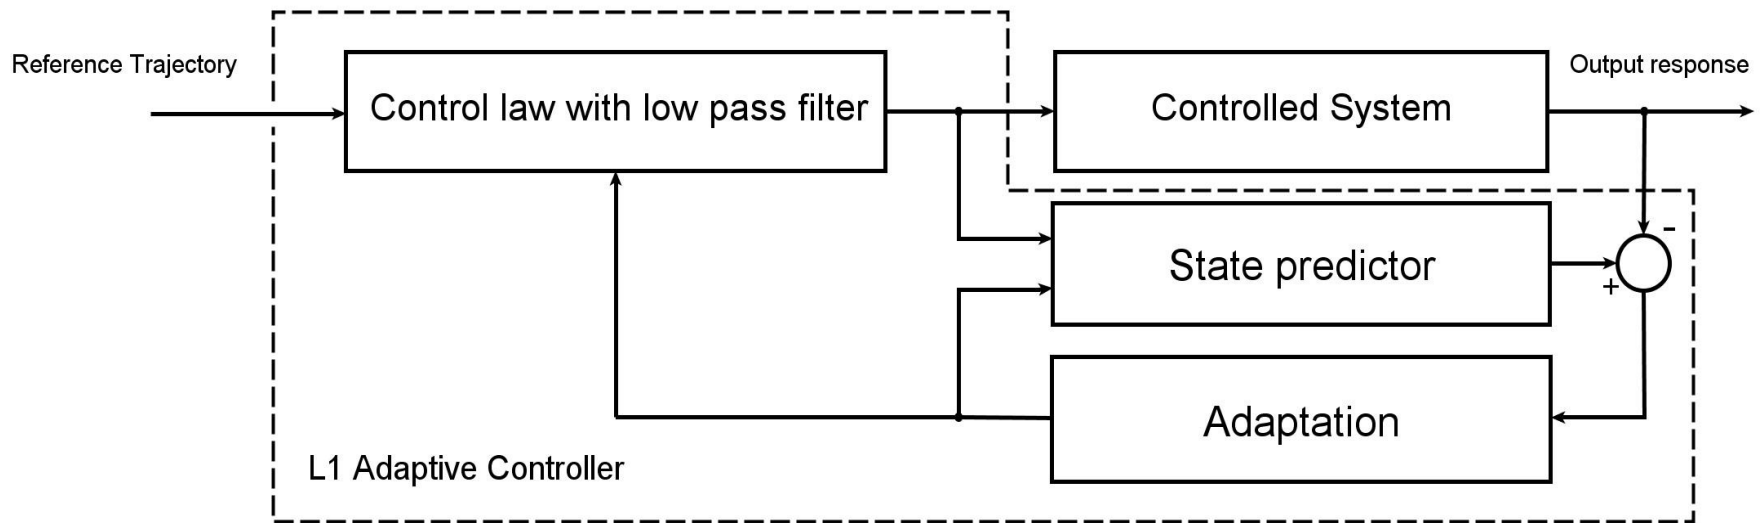 Reference Trajectory
Output response
Control law with low pass filter
Controlled System
-
State predictor
+
Adaptation
L1 Adaptive Controller